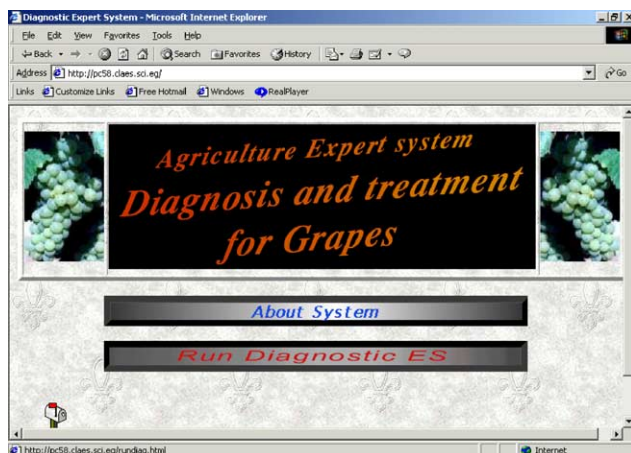 Diagnostic Expert System - Microsoft Internet Explorer
File Edit View Favorites Tools Help
Back Search Favorites History
Address http://pc58.claes.sci.eg/ Go
Links Customize Links Free Hotmail Windows RealPlayer
Agriculture Expert system
Diagnosis and treatment
for Grapes
About System
Run Diagnostic ES
http://pc58.claes.sci.eg/rundiag.html Internet